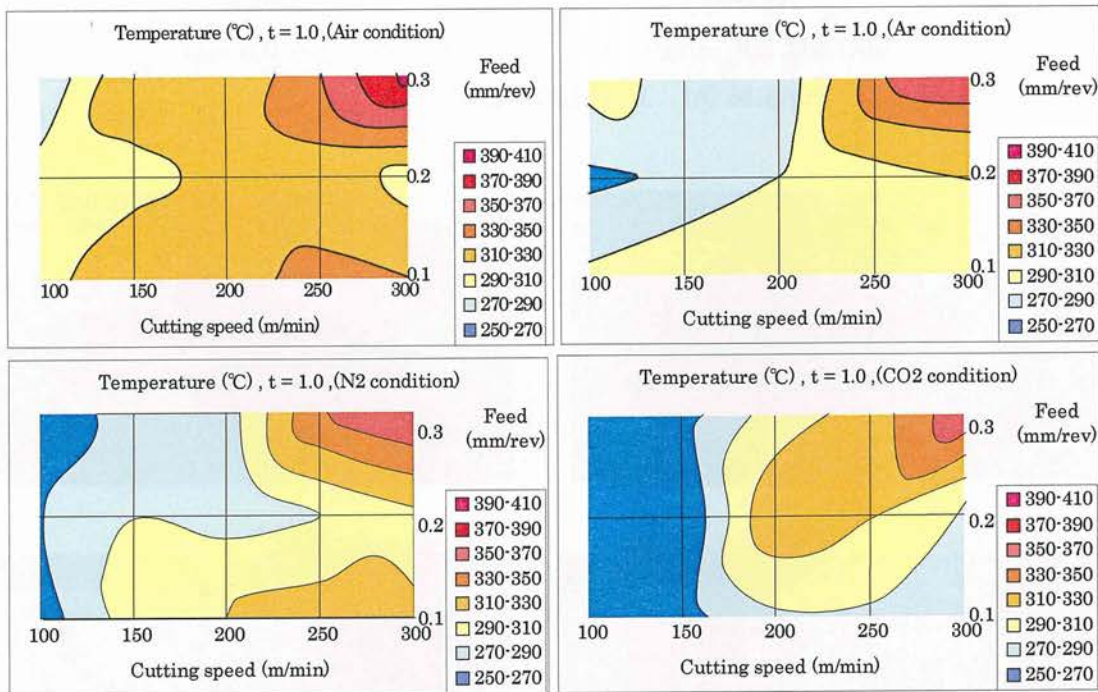 Temperature (℃) , t = 1.0 ,(Air condition)
Feed
(mm/rev)
0.3
0.2
0.1
390-410
370-390
350-370
330-350
310-330
290-310
270-290
250-270
100 150 200 250 300
Cutting speed (m/min)
Temperature (℃) , t = 1.0 ,(Ar condition)
Feed
(mm/rev)
0.3
0.2
0.1
390-410
370-390
350-370
330-350
310-330
290-310
270-290
250-270
100 150 200 250 300
Cutting speed (m/min)
Temperature (℃) , t = 1.0 ,(N2 condition)
Feed
(mm/rev)
0.3
0.2
0.1
390-410
370-390
350-370
330-350
310-330
290-310
270-290
250-270
100 150 200 250 300
Cutting speed (m/min)
Temperature (℃) , t = 1.0 ,(CO2 condition)
Feed
(mm/rev)
0.3
0.2
0.1
390-410
370-390
350-370
330-350
310-330
290-310
270-290
250-270
100 150 200 250 300
Cutting speed (m/min)